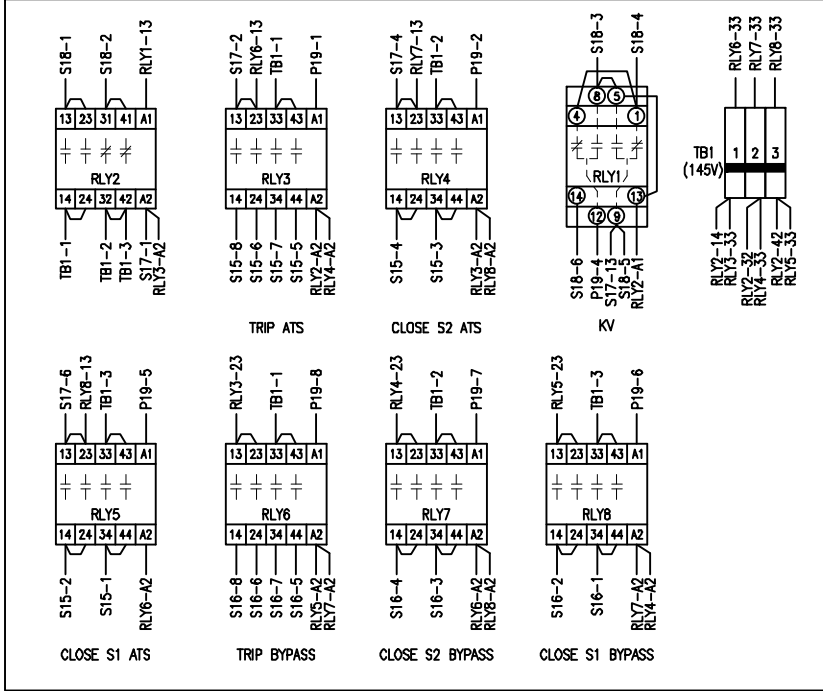 S18-1 S18-2 RLY1-13
13 23 31 41 A1
RLY2
14 24 32 42 A2
TB1-1 TB1-2 TB1-3 S17-1 RLY3-A2
S17-2 RLY6-13 TB1-1 P19-1
13 23 33 43 A1
RLY3
14 24 34 44 A2
S15-8 S15-6 S15-7 S15-5 RLY2-A2 RLY4-A2
TRIP ATS
S17-4 RLY7-13 TB1-2 P19-2
13 23 33 43 A1
RLY4
14 24 34 44 A2
S15-4 S15-3 RLY3-A2 RLY8-A2
CLOSE S2 ATS
S18-3 S18-4
8 5
4 1
RLY1
14 13
12 9
S18-6 P19-4 S17-13 S18-5 RLY2-A1
KV
RLY6-33 RLY7-33 RLY8-33
TB1 1 2 3
(145V)
RLY2-14 RLY3-33 RLY2-32 RLY4-33 RLY2-42 RLY5-33
S17-6 RLY8-13 TB1-3 P19-5
13 23 33 43 A1
RLY5
14 24 34 44 A2
S15-2 S15-1 RLY6-A2
CLOSE S1 ATS
RLY3-23 TB1-1 P19-8
13 23 33 43 A1
RLY6
14 24 34 44 A2
S16-8 S16-6 S16-7 S16-5 RLY5-A2 RLY7-A2
TRIP BYPASS
RLY4-23 TB1-2 P19-7
13 23 33 43 A1
RLY7
14 24 34 44 A2
S16-4 S16-3 RLY6-A2 RLY8-A2
CLOSE S2 BYPASS
RLY5-23 TB1-3 P19-6
13 23 33 43 A1
RLY8
14 24 34 44 A2
S16-2 S16-1 RLY7-A2 RLY4-A2
CLOSE S1 BYPASS